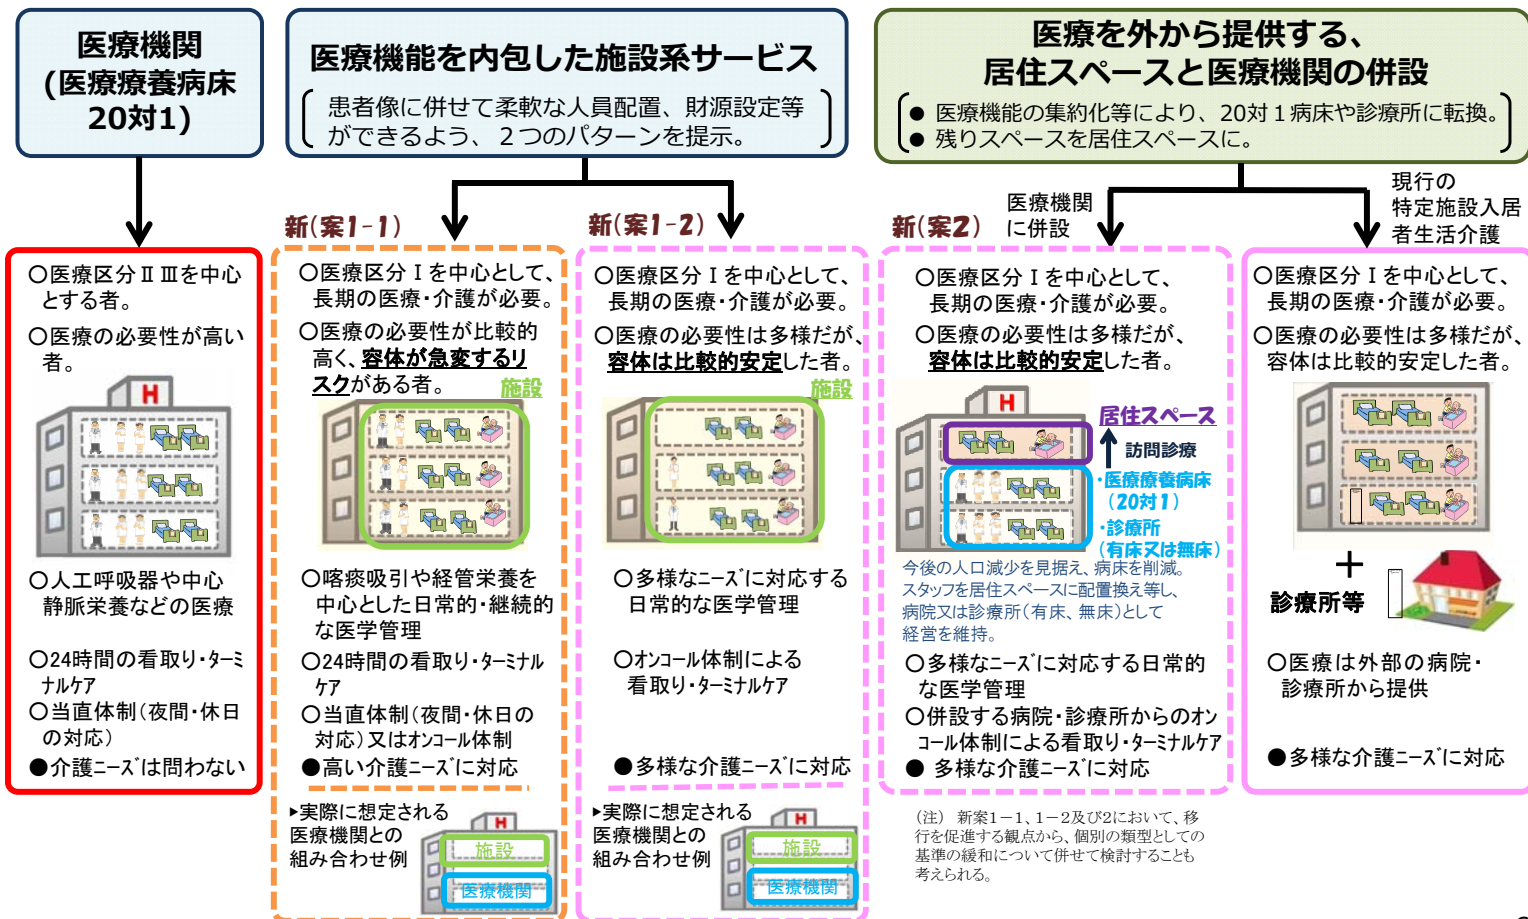 医療機関
(医療療養病床
20対1)
医療機能を内包した施設系サービス
患者像に併せて柔軟な人員配置、財源設定等
ができるよう、２つのパターンを提示。
医療を外から提供する、
居住スペースと医療機関の併設
● 医療機能の集約化等により、20対１病床や診療所に転換。
● 残りスペースを居住スペースに。
○医療区分ⅡⅢを中心
とする者。
○医療の必要性が高い
者。
H
○人工呼吸器や中心
静脈栄養などの医療
○24時間の看取り・ターミ
ナルケア
○当直体制（夜間・休日
の対応）
●介護ニーズは問わない
新(案1-1)
○医療区分Ⅰを中心として、
長期の医療・介護が必要。
○医療の必要性が比較的
高く、容体が急変するリ
スクがある者。
施設
○喀痰吸引や経管栄養を
中心とした日常的・継続的
な医学管理
○24時間の看取り・ターミナル
ケア
○当直体制（夜間・休日の
対応）又はオンコール体制
●高い介護ニーズに対応
▶実際に想定される
医療機関との
組み合わせ例
H
施設
医療機関
新(案1-2)
○医療区分Ⅰを中心として、
長期の医療・介護が必要。
○医療の必要性は多様だが、
容体は比較的安定した者。
施設
○多様なニーズに対応する
日常的な医学管理
○オンコール体制による
看取り・ターミナルケア
●多様な介護ニーズに対応
▶実際に想定される
医療機関との
組み合わせ例
H
施設
医療機関
新(案2)
医療機関
に併設
○医療区分Ⅰを中心として、
長期の医療・介護が必要。
○医療の必要性は多様だが、
容体は比較的安定した者。
H
居住スペース
訪問診療
・医療療養病床
（20対1）
・診療所
（有床又は無床）
今後の人口減少を見据え、病床を削減。
スタッフを居住スペースに配置換え等し、
病院又は診療所（有床、無床）として
経営を維持。
○多様なニーズに対応する日常的
な医学管理
○併設する病院・診療所からのオン
コール体制による看取り・ターミナルケア
● 多様な介護ニーズに対応
（注） 新案1－1、1－2及び2において、移
行を促進する観点から、個別の類型としての
基準の緩和について併せて検討することも
考えられる。
現行の
特定施設入居
者生活介護
○医療区分Ⅰを中心として、
長期の医療・介護が必要。
○医療の必要性は多様だが、
容体は比較的安定した者。
＋
診療所等
○医療は外部の病院・
診療所から提供
●多様な介護ニーズに対応